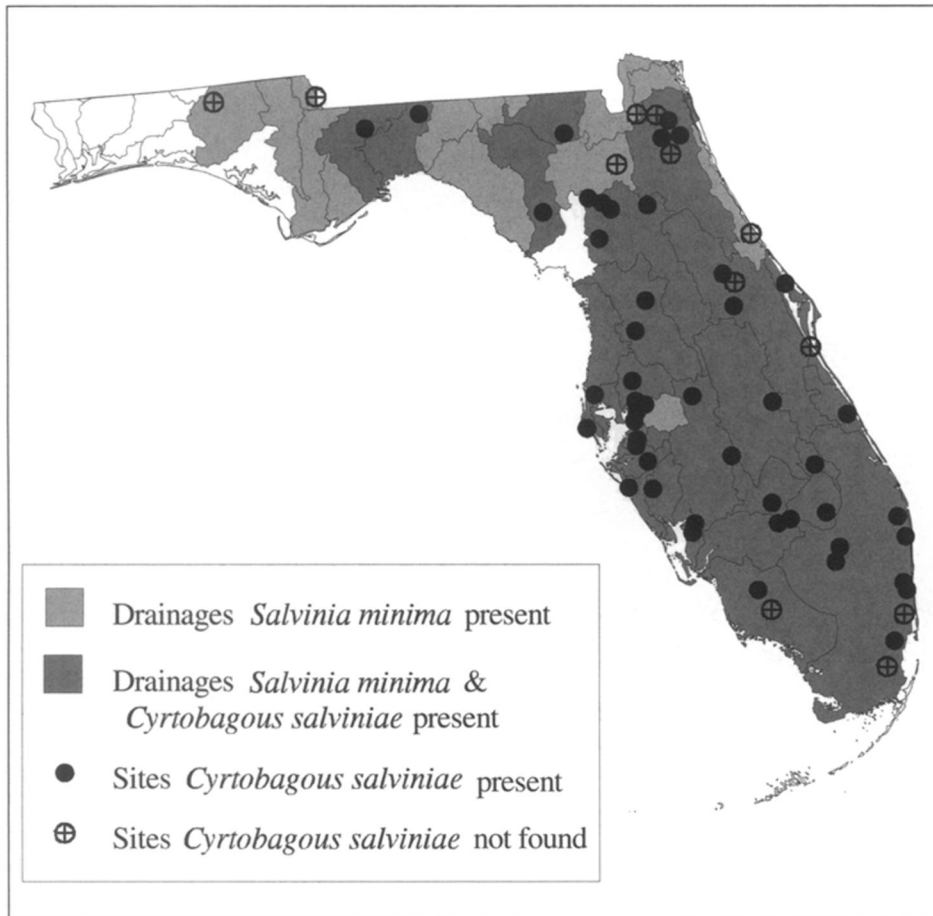 Drainages Salvinia minima present
Drainages Salvinia minima &
Cyrtobagous salviniae present
Sites Cyrtobagous salviniae present
Sites Cyrtobagous salviniae not found